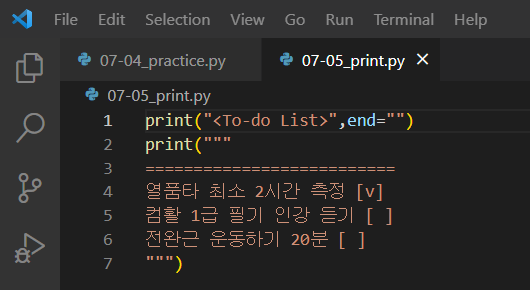 File Edit Selection View Go Run Terminal Help
07-04_practice.py 07-05_print.py
07-05_print.py
1 print("<To-do List>",end="")
2 print("""
3 ==========================
4 열품타 최소 2시간 측정 [v]
5 컴활 1급 필기 인강 듣기 [ ]
6 전완근 운동하기 20분 [ ]
7 """)